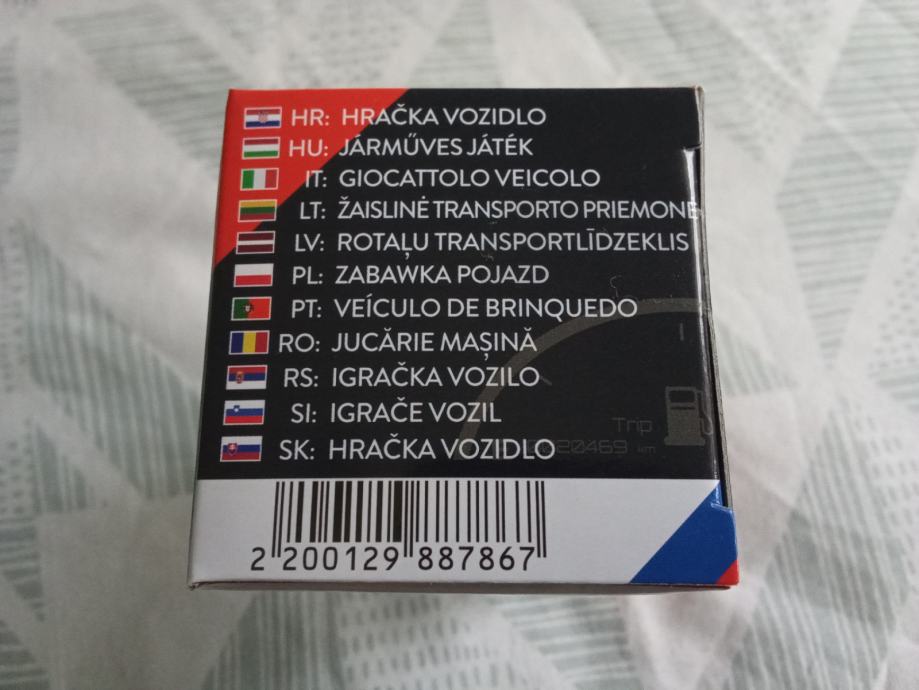 HR: HRAČKA VOZIDLO
HU: JÁRMŰVES JÁTÉK
IT: GIOCATTOLO VEICOLO
LT: ŽAISLINĖ TRANSPORTO PRIEMONĖ
LV: ROTAĻU TRANSPORTLĪDZEKLIS
PL: ZABAWKA POJAZD
PT: VEÍCULO DE BRINQUEDO
RO: JUCĂRIE MAȘINĂ
RS: IGRAČKA VOZILO
SI: IGRAČE VOZIL
Trip
SK: HRAČKA VOZIDLO
20469 km
2 200129 887867